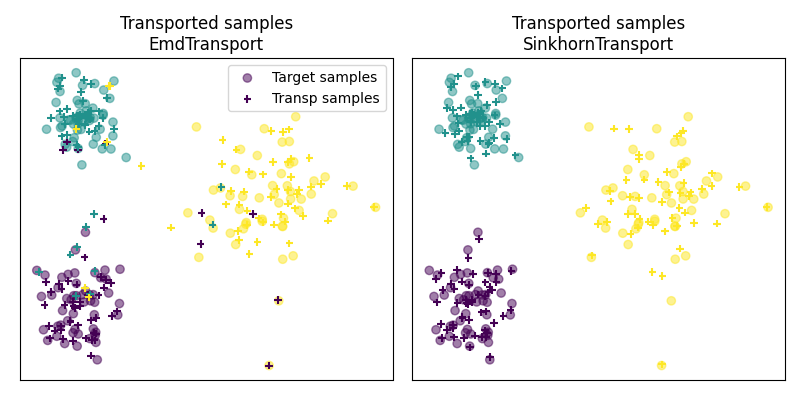 Transported samples
EmdTransport
Target samples
Transp samples
Transported samples
SinkhornTransport